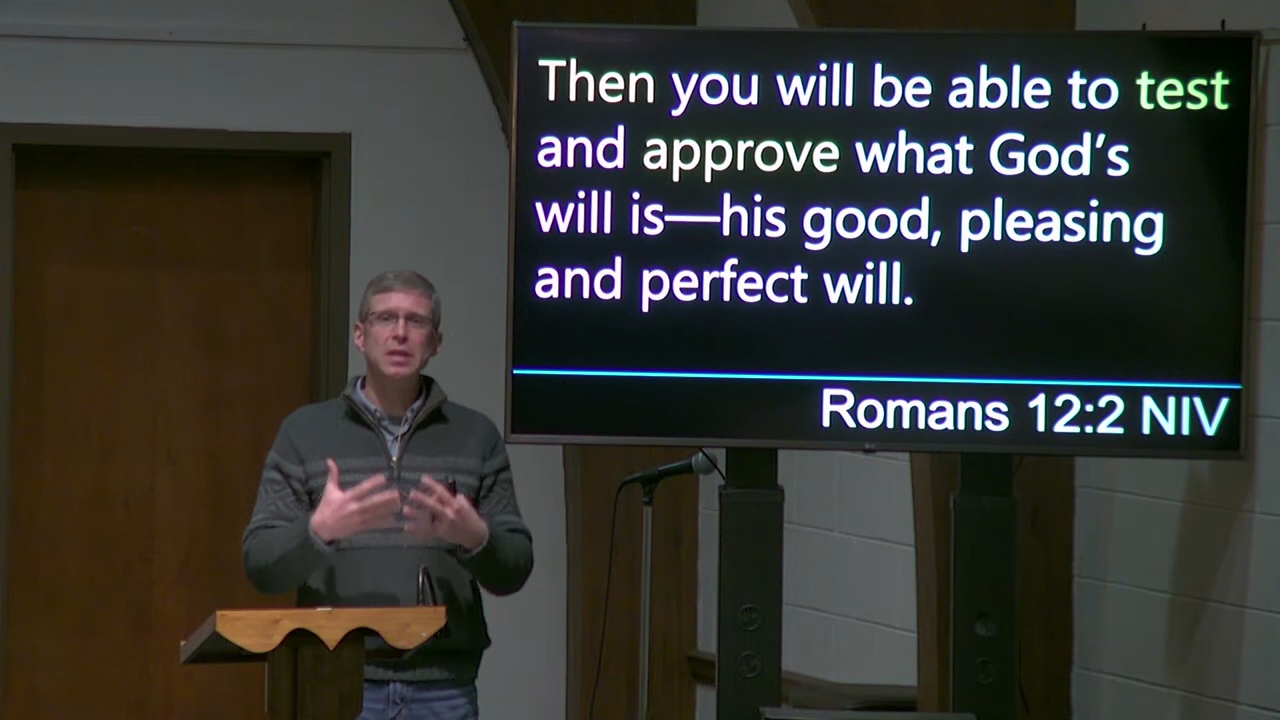 Then you will be able to test
and approve what God’s
will is—his good, pleasing
and perfect will.
Romans 12:2 NIV